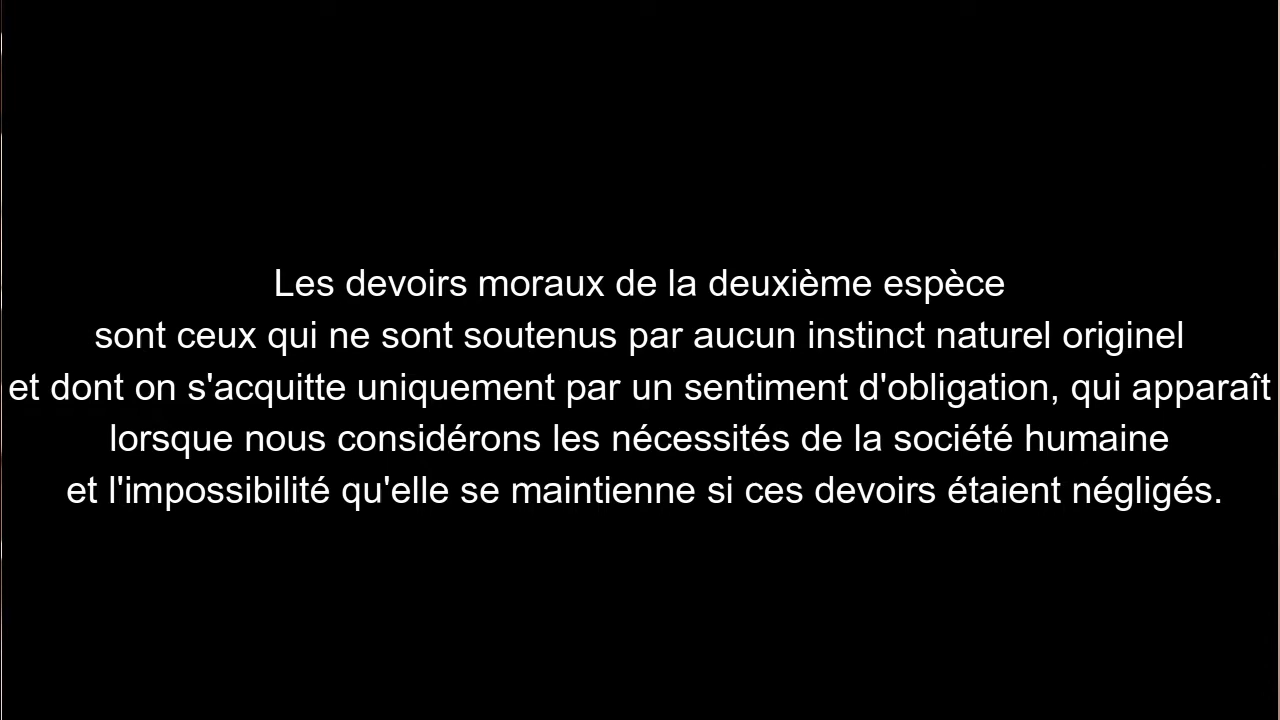 Les devoirs moraux de la deuxième espèce
sont ceux qui ne sont soutenus par aucun instinct naturel originel
et dont on s'acquitte uniquement par un sentiment d'obligation, qui apparaît
lorsque nous considérons les nécessités de la société humaine
et l'impossibilité qu'elle se maintienne si ces devoirs étaient négligés.